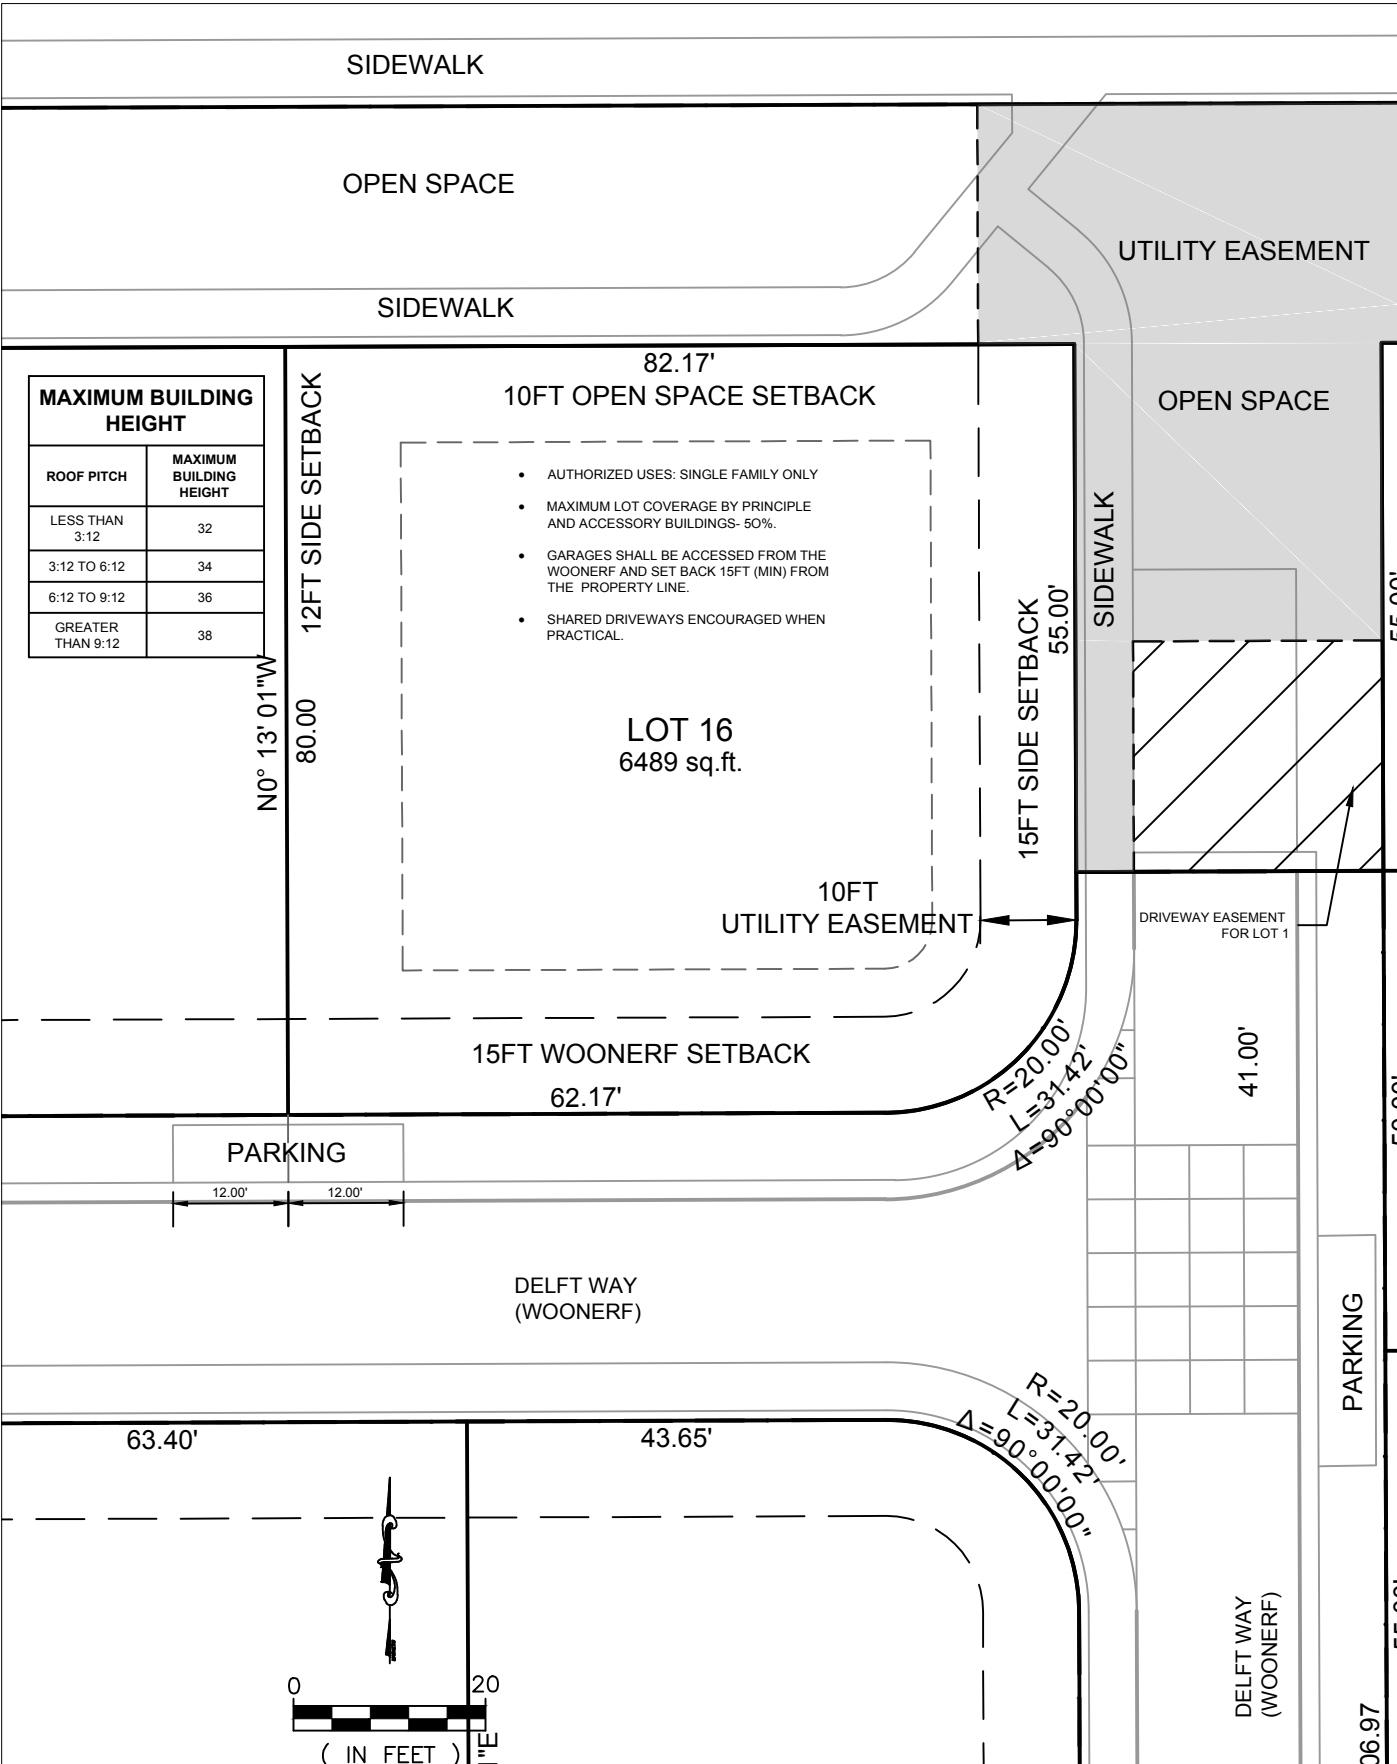 SIDEWALK
OPEN SPACE
UTILITY EASEMENT
SIDEWALK
82.17'
10FT OPEN SPACE SETBACK
OPEN SPACE
MAXIMUM BUILDING
HEIGHT
ROOF PITCH
MAXIMUM
BUILDING
HEIGHT
LESS THAN
3:12
32
3:12 TO 6:12
34
6:12 TO 9:12
36
GREATER
THAN 9:12
38
12FT SIDE SETBACK
N0° 13' 01"W
80.00
• AUTHORIZED USES: SINGLE FAMILY ONLY
• MAXIMUM LOT COVERAGE BY PRINCIPLE
AND ACCESSORY BUILDINGS- 5O%.
• GARAGES SHALL BE ACCESSED FROM THE
WOONERF AND SET BACK 15FT (MIN) FROM
THE PROPERTY LINE.
• SHARED DRIVEWAYS ENCOURAGED WHEN
PRACTICAL.
LOT 16
6489 sq.ft.
15FT SIDE SETBACK
55.00'
SIDEWALK
55.00'
10FT
UTILITY EASEMENT
DRIVEWAY EASEMENT
FOR LOT 1
15FT WOONERF SETBACK
62.17'
R=20.00'
L=31.42'
Δ=90°00'00"
41.00'
PARKING
12.00'
12.00'
DELFT WAY
(WOONERF)
PARKING
63.40'
43.65'
R=20.00'
L=31.42'
Δ=90°00'00"
DELFT WAY
(WOONERF)
06.97
0
20
( IN FEET )
"E